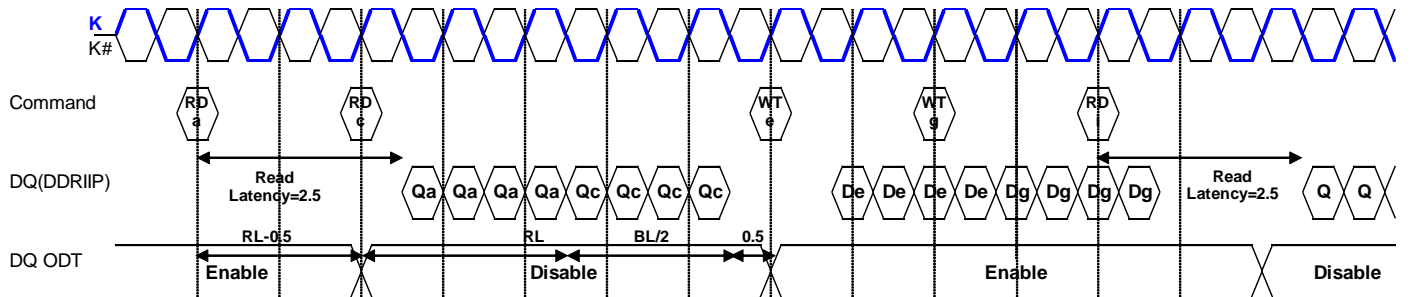 K
K#
Command
RD
a
RD
c
WT
e
WT
g
RD
i
DQ(DDRIIP)
Read
Latency=2.5
Qa Qa Qa Qa Qc Qc Qc Qc
De De De De Dg Dg Dg Dg
Read
Latency=2.5
Q Q
DQ ODT
RL-0.5
Enable
RL
BL/2
0.5
Disable
Enable
Disable